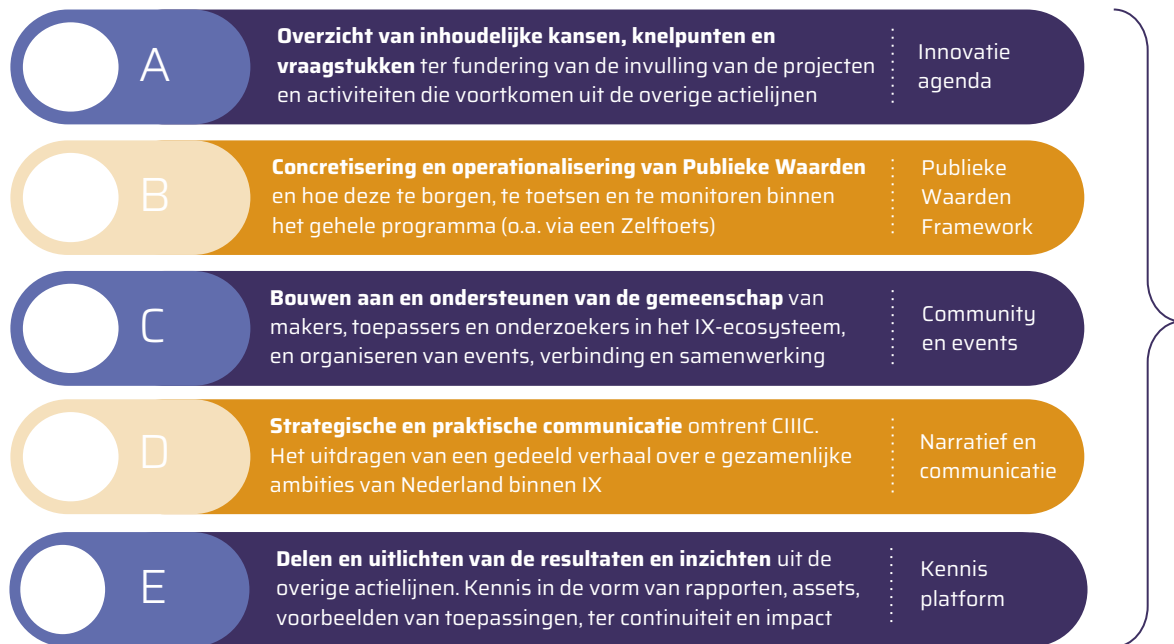 A
Overzicht van inhoudelijke kansen, knelpunten en
vraagstukken ter fundering van de invulling van de projecten
en activiteiten die voortkomen uit de overige actielijnen
Innovatie
agenda
B
Concretisering en operationalisering van Publieke Waarden
en hoe deze te borgen, te toetsen en te monitoren binnen
het gehele programma (o.a. via een Zelftoets)
Publieke
Waarden
Framework
C
Bouwen aan en ondersteunen van de gemeenschap van
makers, toepassers en onderzoekers in het IX-ecosysteem,
en organiseren van events, verbinding en samenwerking
Community
en events
D
Strategische en praktische communicatie omtrent CIIIC.
Het uitdragen van een gedeeld verhaal over e gezamenlijke
ambities van Nederland binnen IX
Narratief en
communicatie
E
Delen en uitlichten van de resultaten en inzichten uit de
overige actielijnen. Kennis in de vorm van rapporten, assets,
voorbeelden van toepassingen, ter continuiteit en impact
Kennis
platform